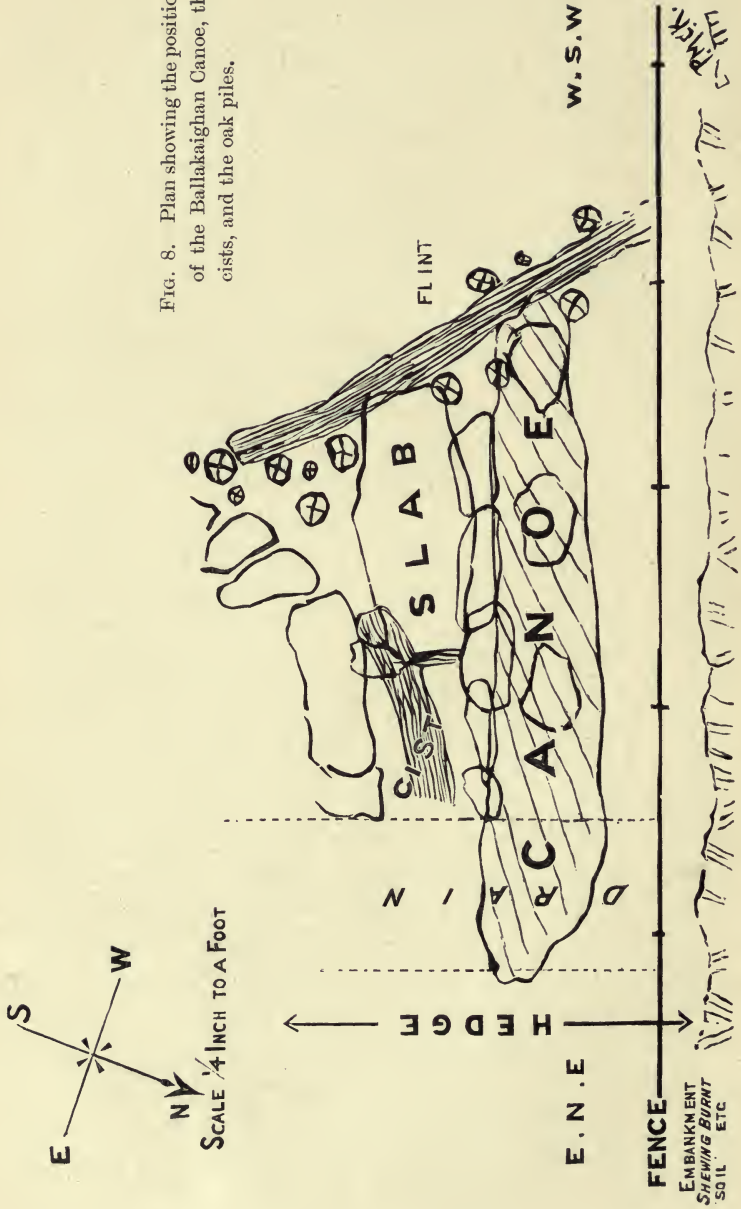 FIG. 8. Plan showing the positio
of the Ballakaighan Canoe, th
cists, and the oak piles.
S
E
W
N
SCALE 1/4 INCH TO A FOOT
FLINT
SLAB
CIST
CANOE
DRAIN
HEDGE
E.N.E
W.S.W
FENCE
EMBANKMENT
SHEWING BURNT
SOIL ETC